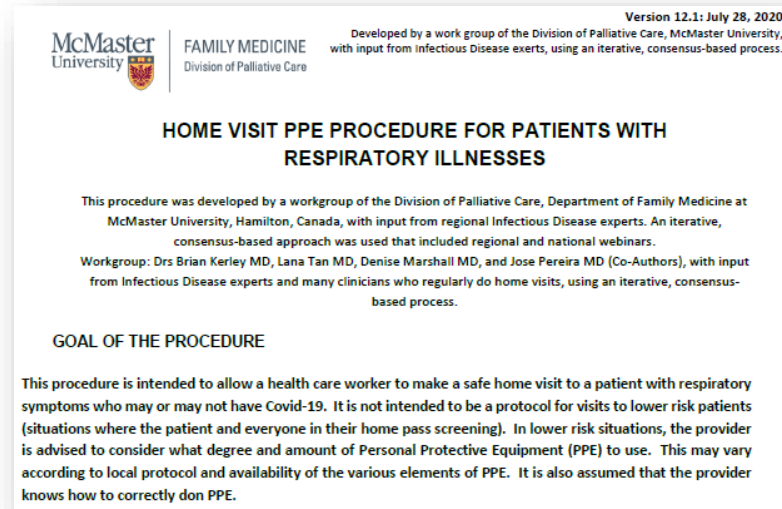 Version 12.1: July 28, 2020
Developed by a work group of the Division of Palliative Care, McMaster University,
with input from Infectious Disease exerts, using an iterative, consensus-based process.
McMaster
University
FAMILY MEDICINE
Division of Palliative Care
HOME VISIT PPE PROCEDURE FOR PATIENTS WITH
RESPIRATORY ILLNESSES
This procedure was developed by a workgroup of the Division of Palliative Care, Department of Family Medicine at
McMaster University, Hamilton, Canada, with input from regional Infectious Disease experts. An iterative,
consensus-based approach was used that included regional and national webinars.
Workgroup: Drs Brian Kerley MD, Lana Tan MD, Denise Marshall MD, and Jose Pereira MD (Co-Authors), with input
from Infectious Disease experts and many clinicians who regularly do home visits, using an iterative, consensus-
based process.
GOAL OF THE PROCEDURE
This procedure is intended to allow a health care worker to make a safe home visit to a patient with respiratory
symptoms who may or may not have Covid-19. It is not intended to be a protocol for visits to lower risk patients
(situations where the patient and everyone in their home pass screening). In lower risk situations, the provider
is advised to consider what degree and amount of Personal Protective Equipment (PPE) to use. This may vary
according to local protocol and availability of the various elements of PPE. It is also assumed that the provider
knows how to correctly don PPE.